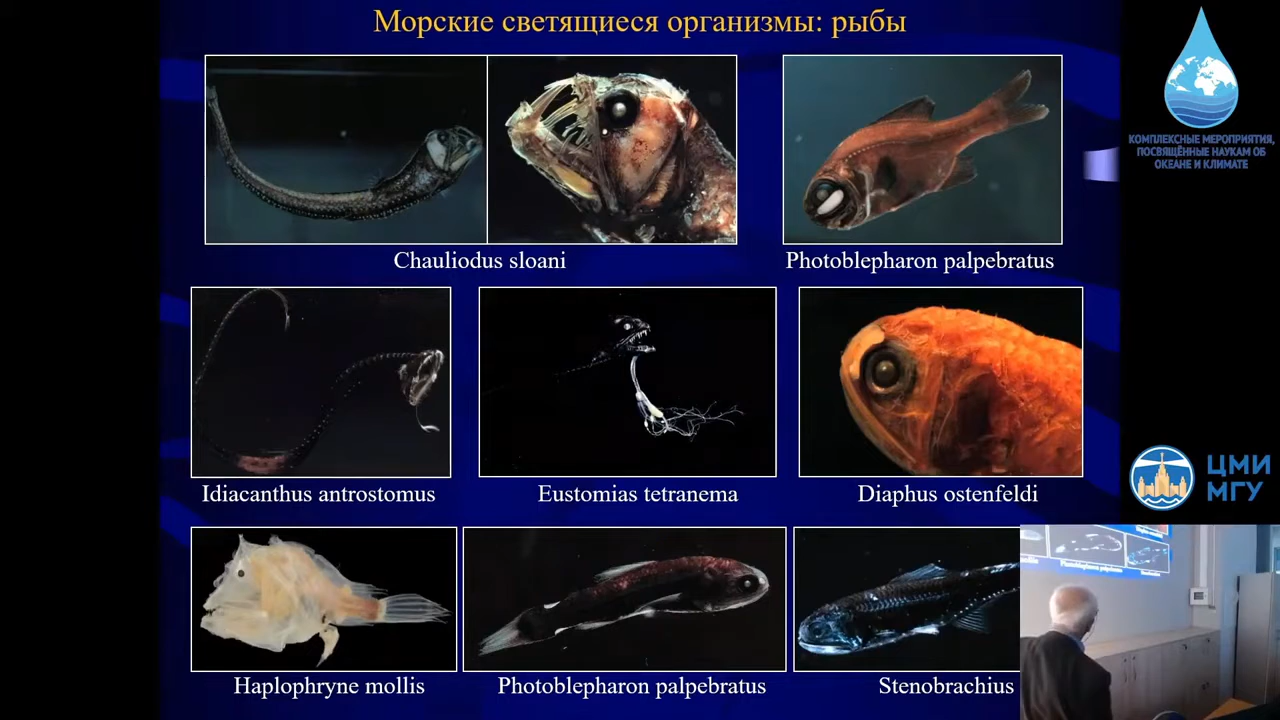 Морские светящиеся организмы: рыбы
КОМПЛЕКСНЫЕ МЕРОПРИЯТИЯ,
ПОСВЯЩЁННЫЕ НАУКАМ ОБ
ОКЕАНЕ И КЛИМАТЕ
Chauliodus sloani
Photoblepharon palpebratus
Idiacanthus antrostomus
Eustomias tetranema
Diaphus ostenfeldi
ЦМИ
МГУ
Haplophryne mollis
Photoblepharon palpebratus
Stenobrachius